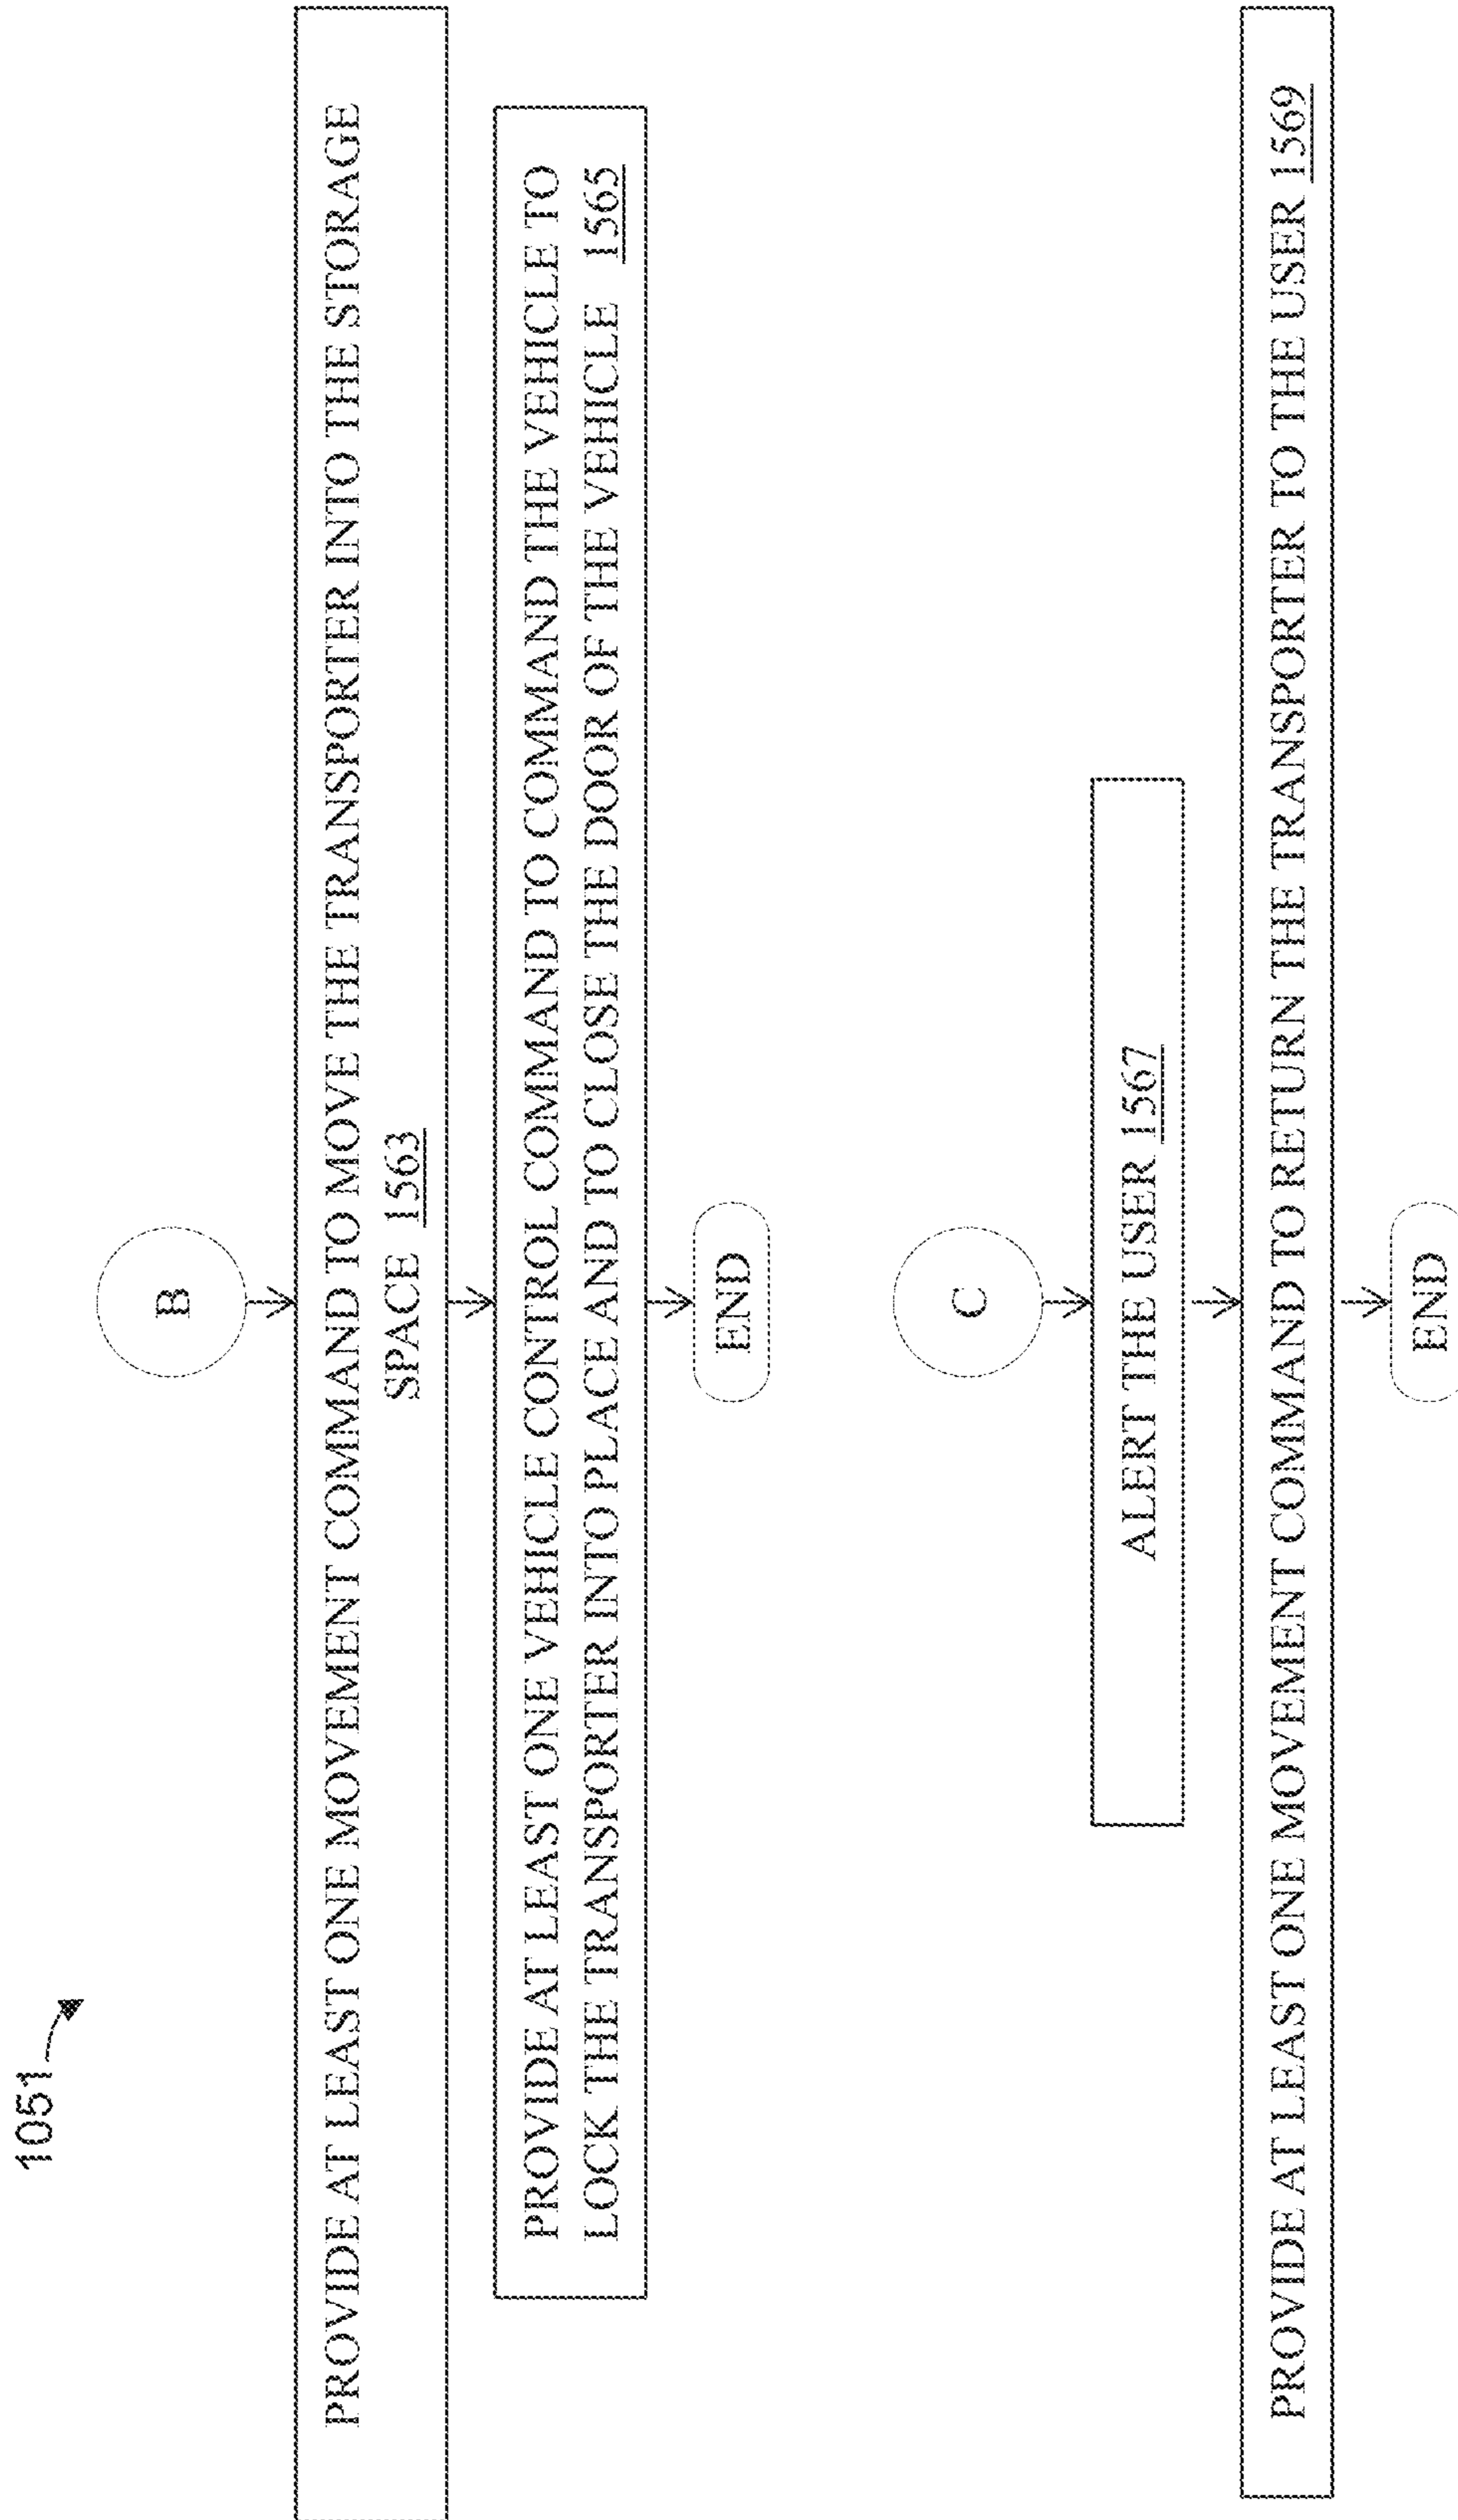 1051
B
PROVIDE AT LEAST ONE MOVEMENT COMMAND TO MOVE THE TRANSPORTER INTO THE STORAGE
SPACE 1563
PROVIDE AT LEAST ONE VEHICLE CONTROL COMMAND TO COMMAND THE VEHICLE TO
LOCK THE TRANSPORTER INTO PLACE AND TO CLOSE THE DOOR OF THE VEHICLE 1565
END
C
ALERT THE USER 1567
PROVIDE AT LEAST ONE MOVEMENT COMMAND TO RETURN THE TRANSPORTER TO THE USER 1569
END